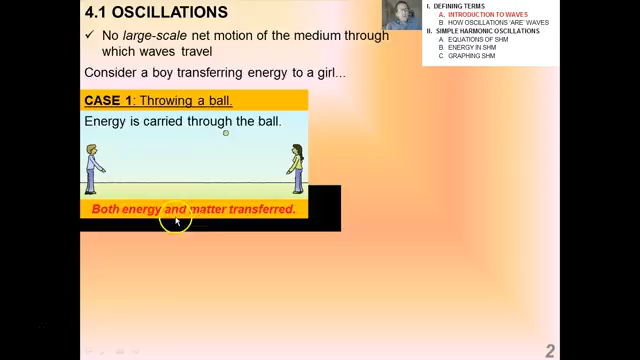 4.1 OSCILLATIONS
✓ No large-scale net motion of the medium through
which waves travel
Consider a boy transferring energy to a girl...
CASE 1: Throwing a ball.
Energy is carried through the ball.
Both energy and matter transferred.
I. DEFINING TERMS
A. INTRODUCTION TO WAVES
B. HOW OSCILLATIONS 'ARE' WAVES
II. SIMPLE HARMONIC OSCILLATIONS
A. EQUATIONS OF SHM
B. ENERGY IN SHM
C. GRAPHING SHM
2